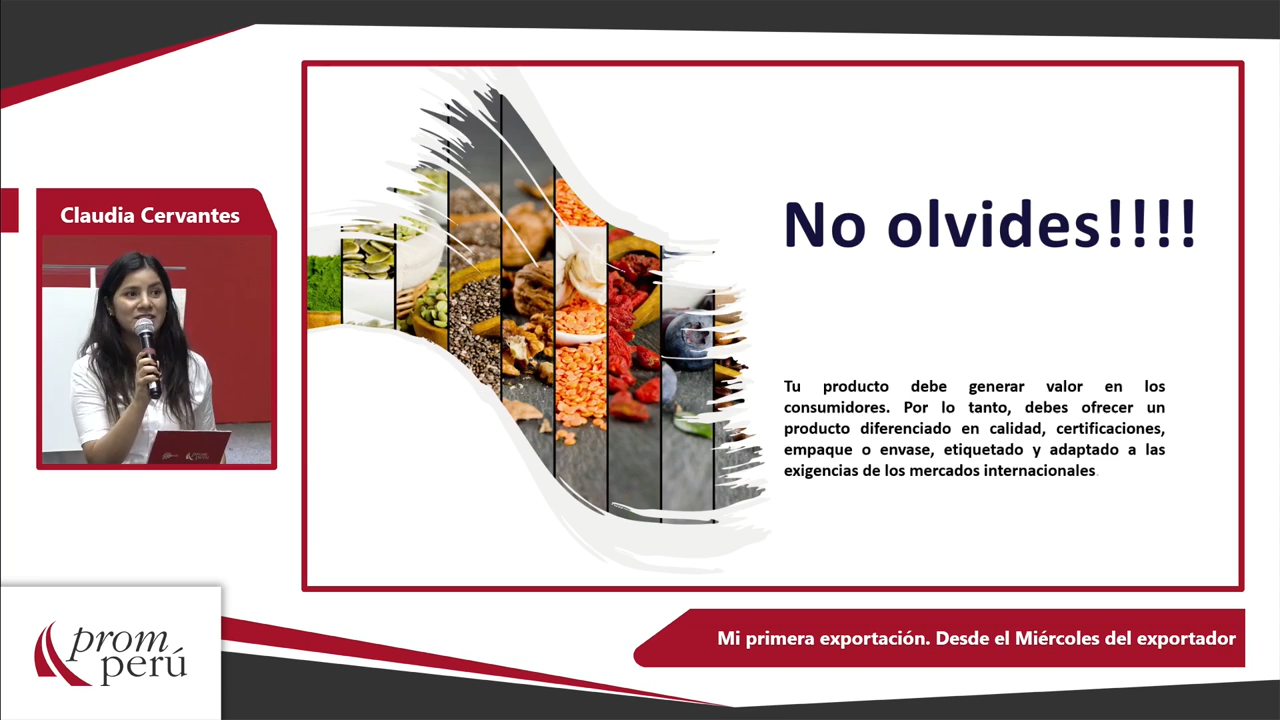 Claudia Cervantes
No olvides!!!!
Tu producto debe generar valor en los
consumidores. Por lo tanto, debes ofrecer un
producto diferenciado en calidad, certificaciones,
empaque o envase, etiquetado y adaptado a las
exigencias de los mercados internacionales.
prom
perú
Mi primera exportación. Desde el Miércoles del exportador
prom
perú